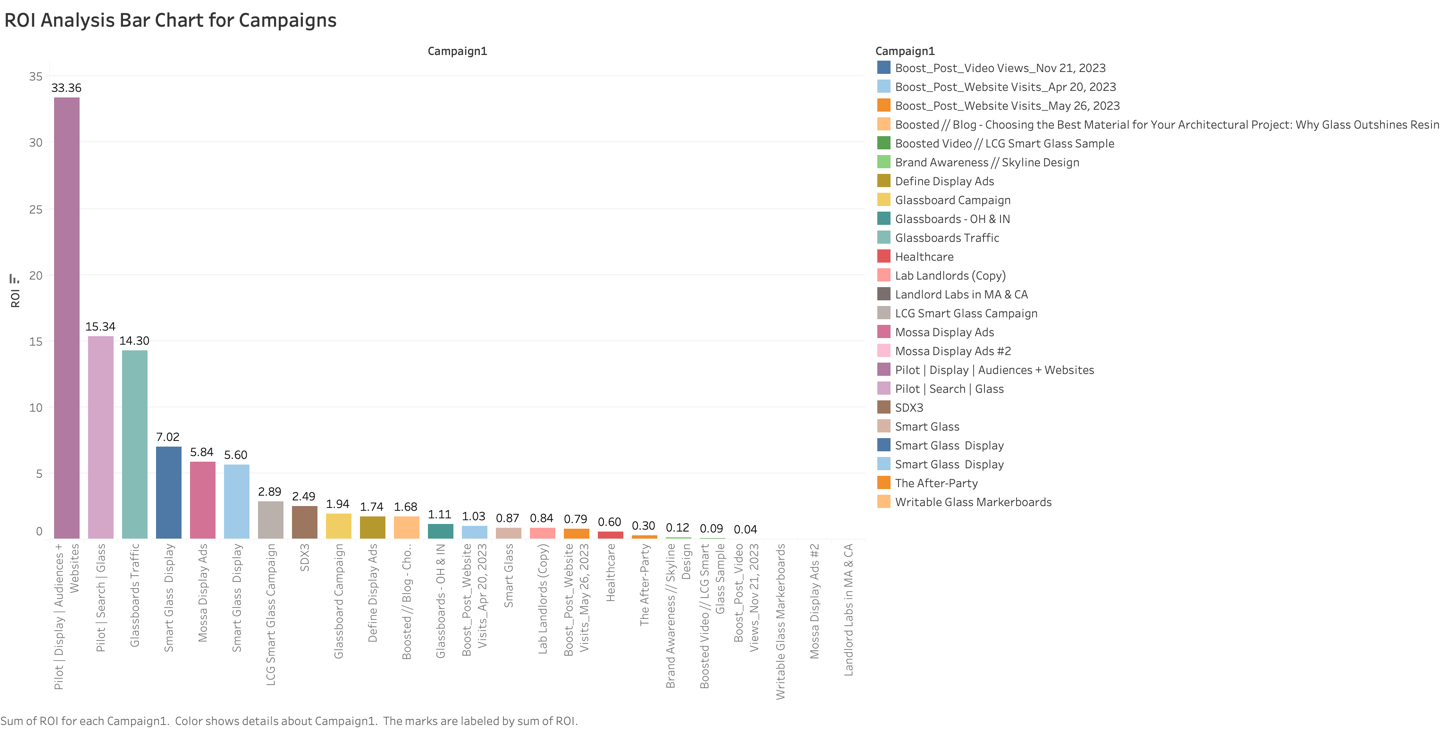 ROI Analysis Bar Chart for Campaigns
Campaign1
35
30
25
20
15
10
5
0
ROI
33.36
15.34
14.30
7.02
5.84
5.60
2.89
2.49
1.94
1.74
1.68
1.11
1.03
0.87
0.84
0.79
0.60
0.30
0.12
0.09
0.04
Pilot | Display | Audiences +
Websites
Pilot | Search | Glass
Glassboards Traffic
Smart Glass Display
Mossa Display Ads
Smart Glass  Display
LCG Smart Glass Campaign
SDX3
Glassboard Campaign
Define Display Ads
Boosted // Blog - Cho..
Glassboards - OH & IN
Boost_Post_Website
Visits_Apr 20, 2023
Smart Glass
Lab Landlords (Copy)
Boost_Post_Website
Visits_May 26, 2023
Healthcare
The After-Party
Brand Awareness // Skyline
Design
Boosted Video // LCG Smart
Glass Sample
Boost_Post_Video
Views_Nov 21, 2023
Writable Glass Markerboards
Mossa Display Ads #2
Landlord Labs in MA & CA
Campaign1
Boost_Post_Video Views_Nov 21, 2023
Boost_Post_Website Visits_Apr 20, 2023
Boost_Post_Website Visits_May 26, 2023
Boosted // Blog - Choosing the Best Material for Your Architectural Project: Why Glass Outshines Resin
Boosted Video // LCG Smart Glass Sample
Brand Awareness // Skyline Design
Define Display Ads
Glassboard Campaign
Glassboards - OH & IN
Glassboards Traffic
Healthcare
Lab Landlords (Copy)
Landlord Labs in MA & CA
LCG Smart Glass Campaign
Mossa Display Ads
Mossa Display Ads #2
Pilot | Display | Audiences + Websites
Pilot | Search | Glass
SDX3
Smart Glass
Smart Glass  Display
Smart Glass  Display
The After-Party
Writable Glass Markerboards
Sum of ROI for each Campaign1.  Color shows details about Campaign1.  The marks are labeled by sum of ROI.